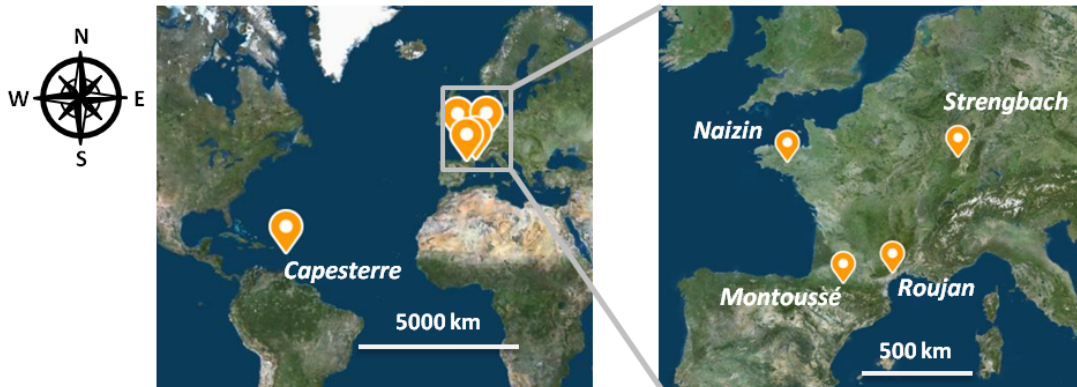 N
W
E
S
Capesterre
5000 km
Naizin
Strengbach
Montoussé
Roujan
500 km